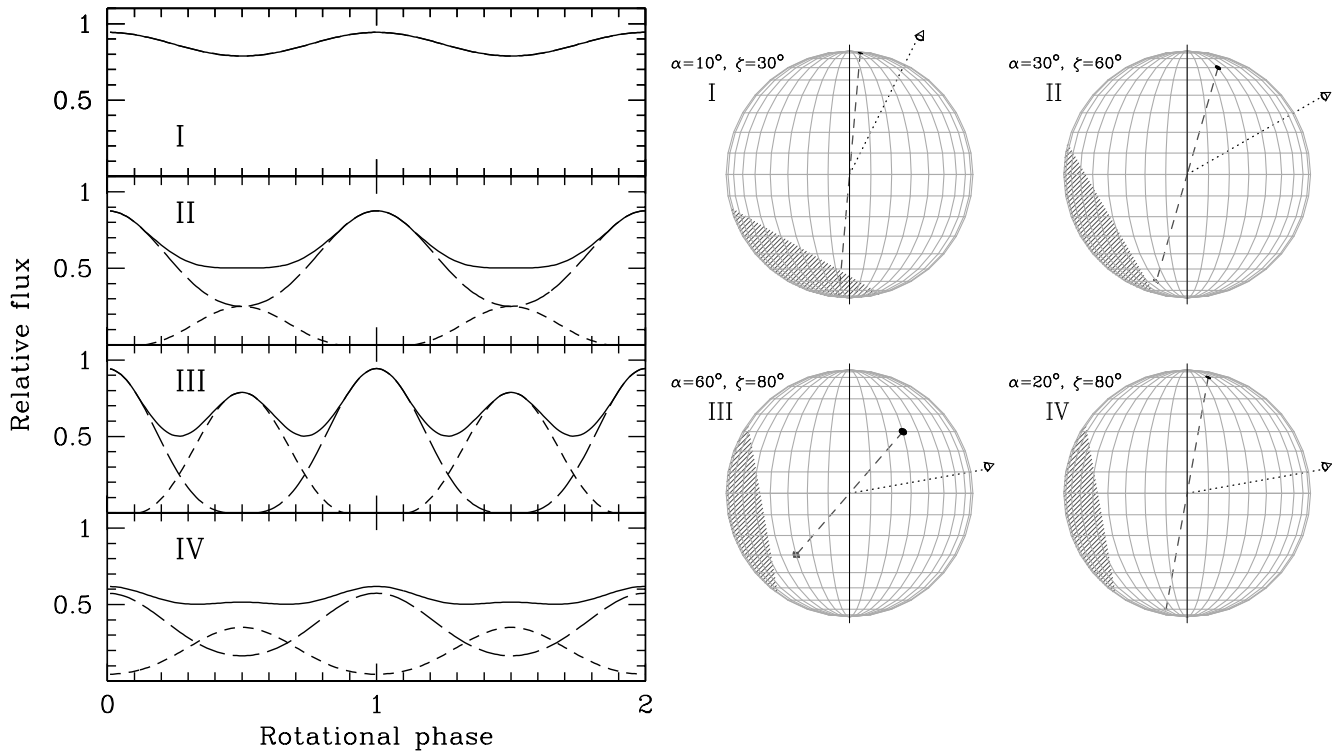 1
0.5
I
1
0.5
II
1
0.5
III
1
0.5
IV
0
1
2
Rotational phase
Relative flux
α=10°, ζ=30°
I
α=30°, ζ=60°
II
α=60°, ζ=80°
III
α=20°, ζ=80°
IV